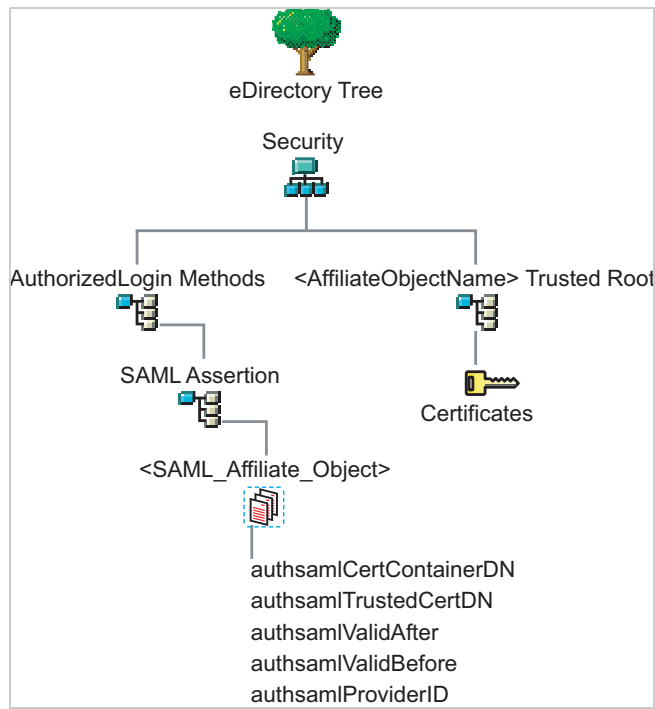 eDirectory Tree
Security
AuthorizedLogin Methods
<AffiliateObjectName> Trusted Root
SAML Assertion
Certificates
<SAML_Affiliate_Object>
authsamlCertContainerDN
authsamlTrustedCertDN
authsamlValidAfter
authsamlValidBefore
authsamlProviderID